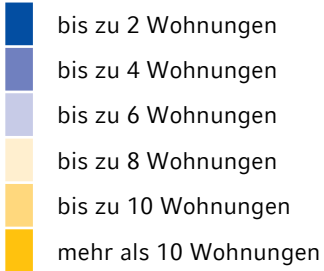 bis zu 2 Wohnungen
bis zu 4 Wohnungen
bis zu 6 Wohnungen
bis zu 8 Wohnungen
bis zu 10 Wohnungen
mehr als 10 Wohnungen